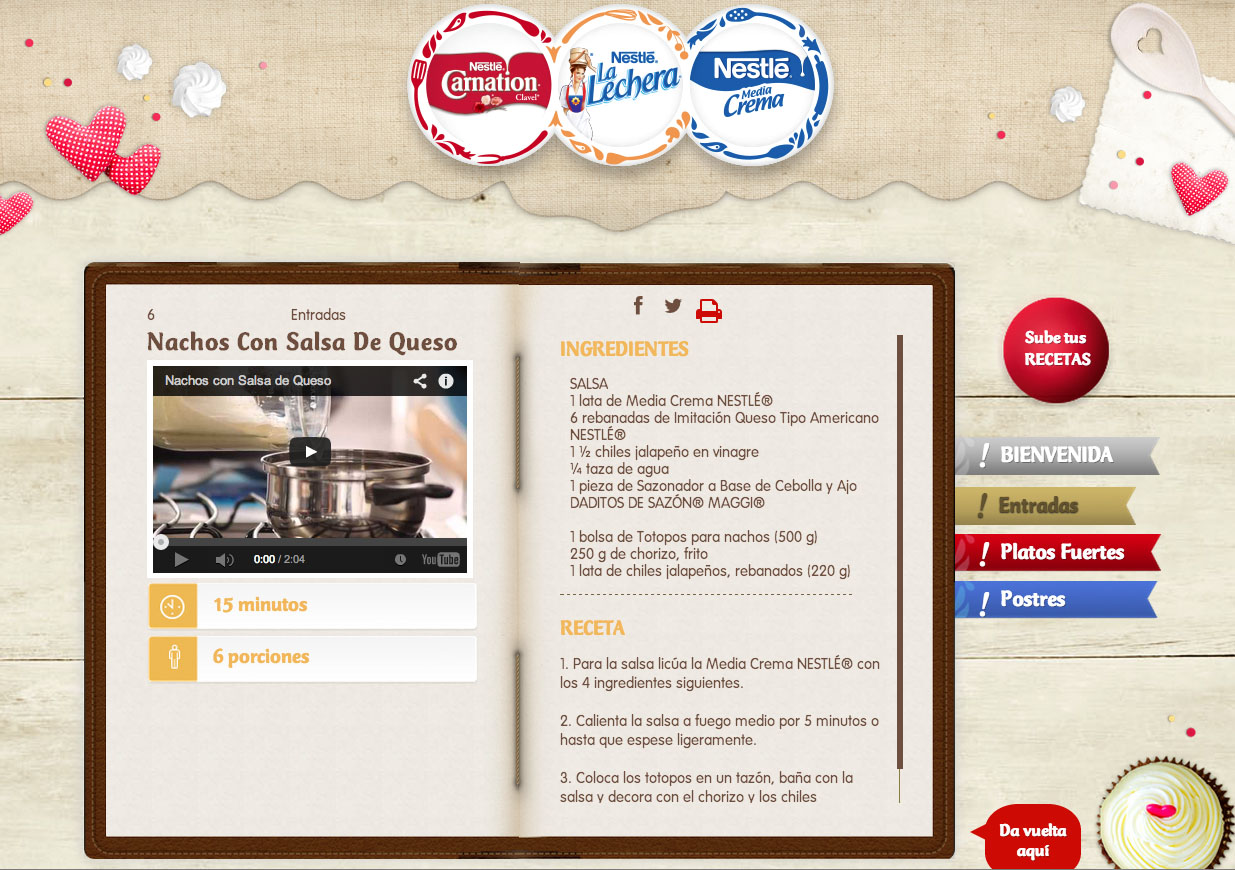 Nestlé
Carnation
Clavel®
Nestlé®
La
Lechera
Nestlé
Media
Crema
6
Entradas
Nachos Con Salsa De Queso
Nachos con Salsa de Queso
0:00 / 2:04
YouTube
15 minutos
6 porciones
INGREDIENTES
SALSA
1 lata de Media Crema NESTLÉ®
6 rebanadas de Imitación Queso Tipo Americano
NESTLÉ®
1 ½ chiles jalapeño en vinagre
¼ taza de agua
1 pieza de Sazonador a Base de Cebolla y Ajo
DADITOS DE SAZÓN® MAGGI®
1 bolsa de Totopos para nachos (500 g)
250 g de chorizo, frito
1 lata de chiles jalapeños, rebanados (220 g)
RECETA
1. Para la salsa licúa la Media Crema NESTLÉ® con
los 4 ingredientes siguientes.
2. Calienta la salsa a fuego medio por 5 minutos o
hasta que espese ligeramente.
3. Coloca los totopos en un tazón, baña con la
salsa y decora con el chorizo y los chiles
Sube tus
RECETAS
! BIENVENIDA
! Entradas
! Platos Fuertes
! Postres
Da vuelta
aquí